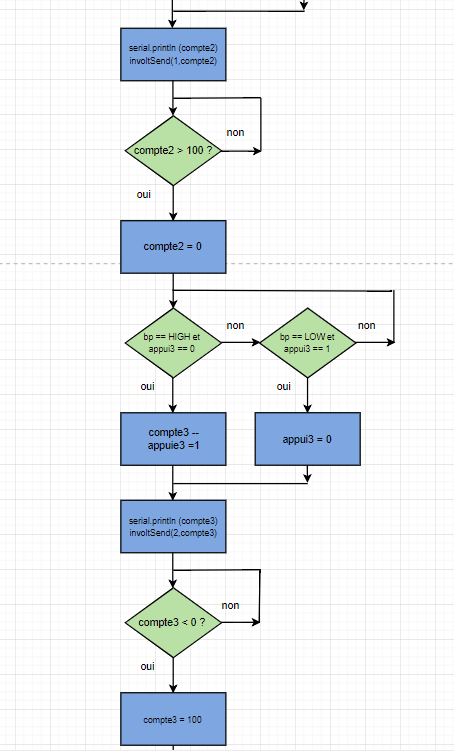 serial.println (compte2)
involtSend(1,compte2)
non
compte2 > 100 ?
oui
compte2 = 0
non
non
bp == HIGH et
appui3 == 0
bp == LOW et
appui3 == 1
oui
oui
compte3 --
appuie3 =1
appui3 = 0
serial.println (compte3)
involtSend(2,compte3)
non
compte3 < 0 ?
oui
compte3 = 100